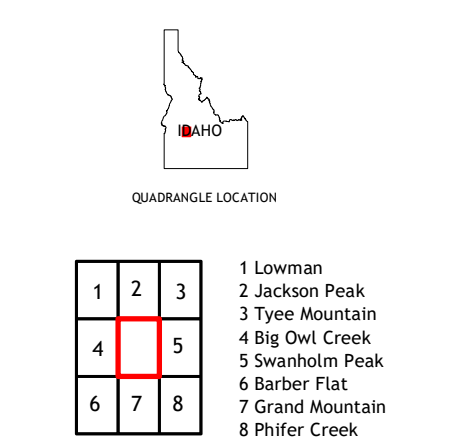 IDAHO
QUADRANGLE LOCATION
1 2 3
4 5
6 7 8
1 Lowman
2 Jackson Peak
3 Tyee Mountain
4 Big Owl Creek
5 Swanholm Peak
6 Barber Flat
7 Grand Mountain
8 Phifer Creek